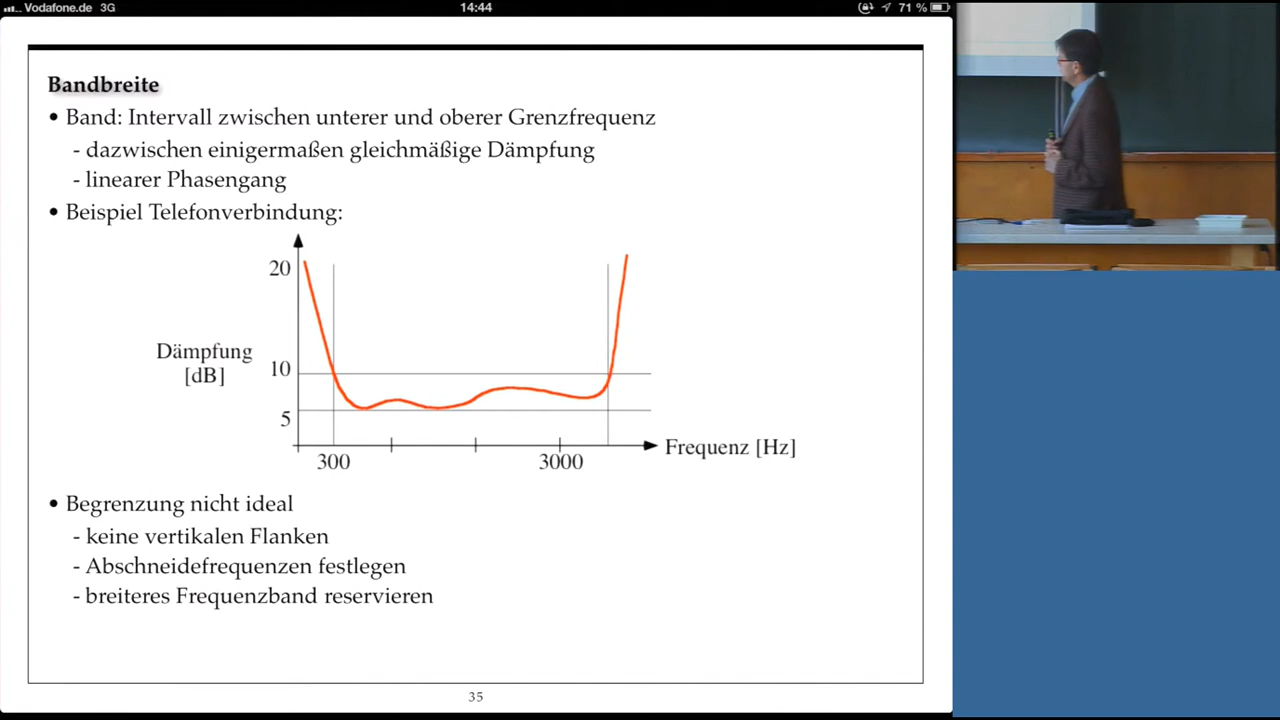 Vodafone.de 3G 14:44 71 %
Bandbreite
• Band: Intervall zwischen unterer und oberer Grenzfrequenz
- dazwischen einigermaßen gleichmäßige Dämpfung
- linearer Phasengang
• Beispiel Telefonverbindung:
20
Dämpfung
[dB]
10
5
Frequenz [Hz]
300 3000
• Begrenzung nicht ideal
- keine vertikalen Flanken
- Abschneidefrequenzen festlegen
- breiteres Frequenzband reservieren
35